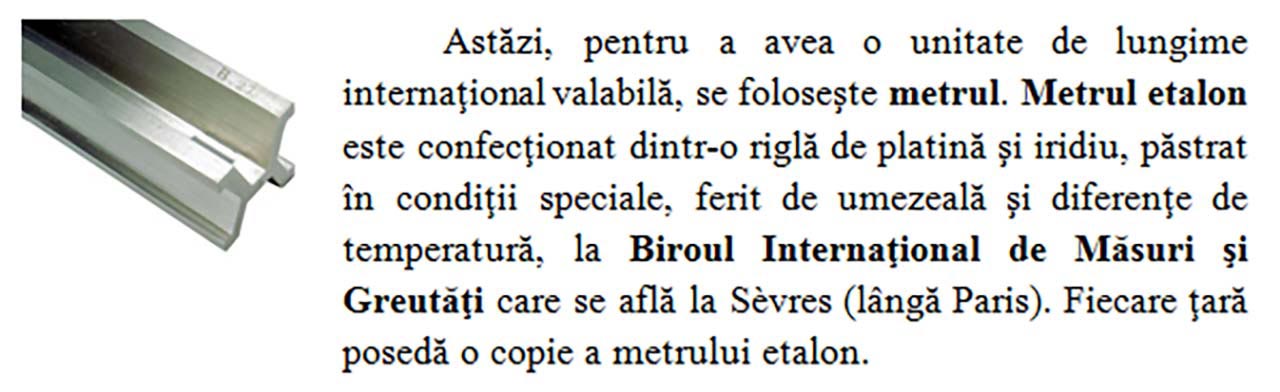 Astăzi, pentru a avea o unitate de lungime
internaţional valabilă, se foloseşte metrul. Metrul etalon
este confecţionat dintr-o riglă de platină şi iridiu, păstrat
în condiţii speciale, ferit de umezeală şi diferenţe de
temperatură, la Biroul Internaţional de Măsuri şi
Greutăţi care se află la Sèvres (lângă Paris). Fiecare ţară
posedă o copie a metrului etalon.